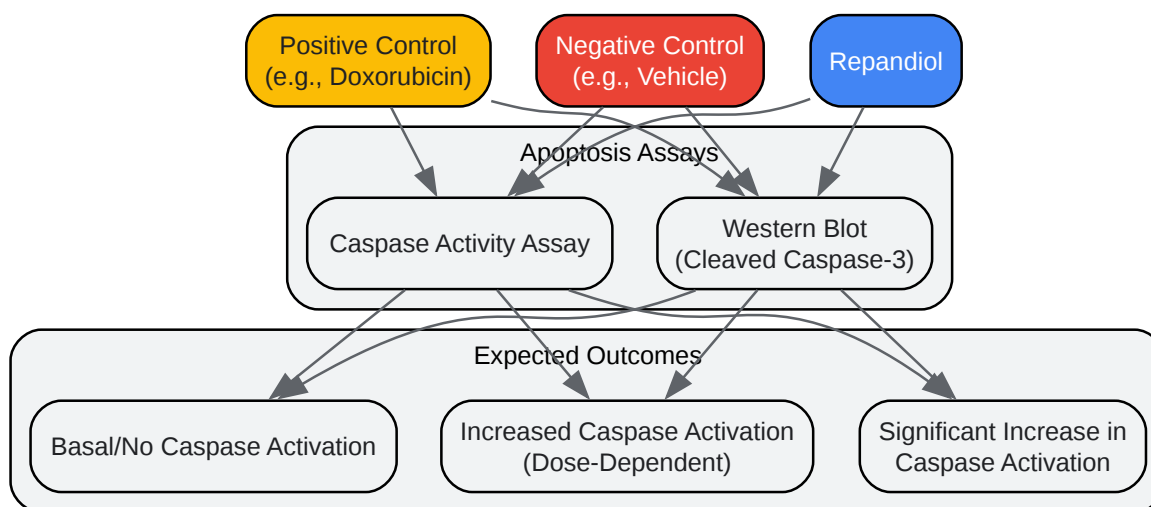 Positive Control
(e.g., Doxorubicin)
Negative Control
(e.g., Vehicle)
Repandiol
Apoptosis Assays
Caspase Activity Assay
Western Blot
(Cleaved Caspase-3)
Expected Outcomes
Basal/No Caspase Activation
Increased Caspase Activation
(Dose-Dependent)
Significant Increase in
Caspase Activation